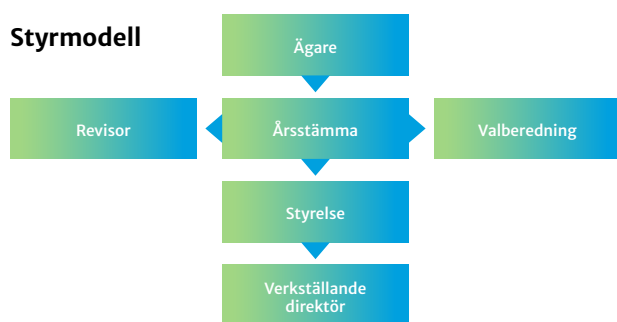 Styrmodell
Ägare
Revisor
Årsstämma
Valberedning
Styrelse
Verkställande
direktör